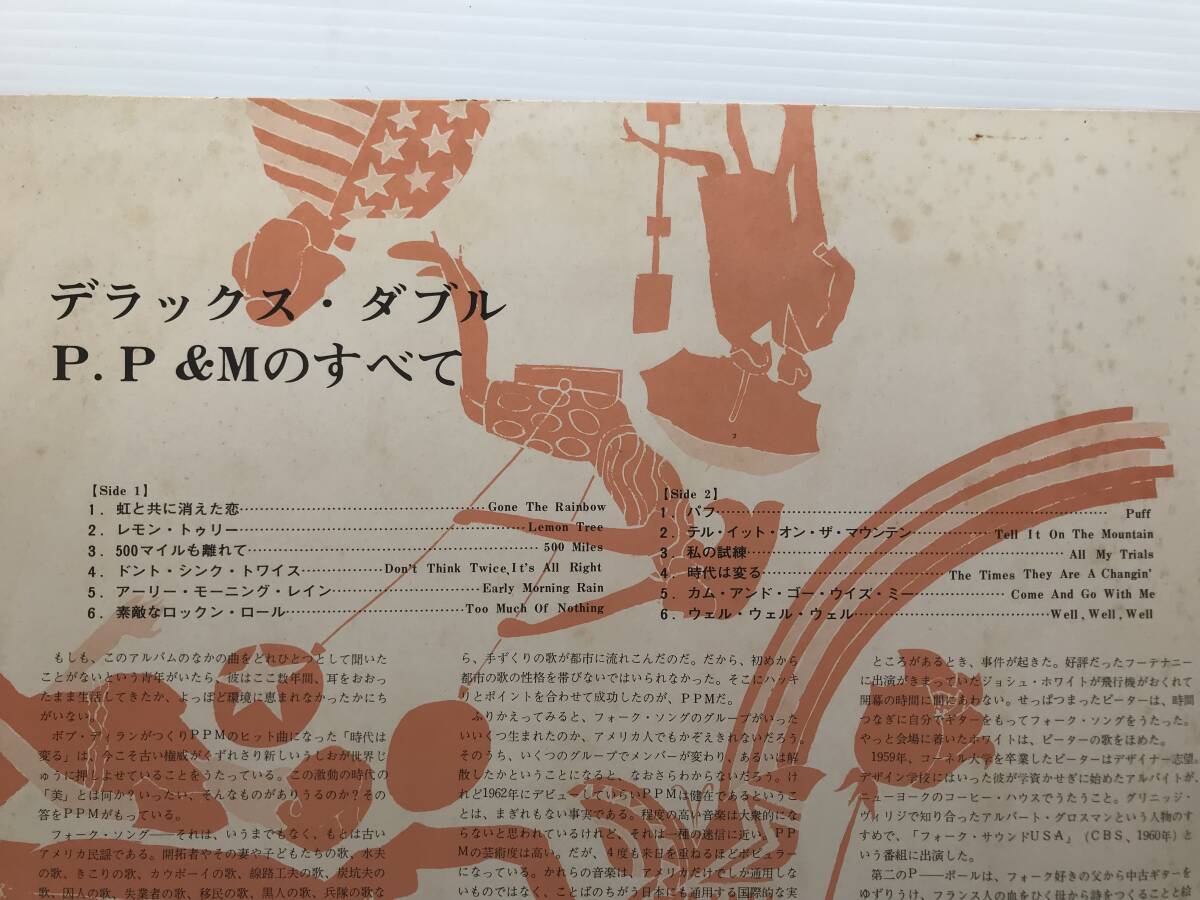 デラックス・ダブル
P. P &Mのすべて
【Side 1】
1. 虹と共に消えた恋……Gone The Rainbow
2. レモン・トゥリー……Lemon Tree
3. 500マイルも離れて……500 Miles
4. ドント・シンク・トワイス……Don't Think Twice, It's All Right
5. アーリー・モーニング・レイン……Early Morning Rain
6. 素敵なロックン・ロール……Too Much Of Nothing
【Side 2】
1. パフ……Puff
2. テル・イット・オン・ザ・マウンテン……Tell It On The Mountain
3. 私の試練……All My Trials
4. 時代は変る……The Times They Are A Changin'
5. カム・アンド・ゴー・ウイズ・ミー……Come And Go With Me
6. ウェル・ウェル・ウェル……Well, Well, Well
もしも、このアルバムのなかの曲をどれひとつとして聞いた
ことがないという青年がいたら、彼はここ数年間、耳をおおっ
たまま生活してきたか、よっぽど環境に恵まれなかったかにち
がいない。
ボブ・ディランがつくりPPMのヒット曲になった「時代は
変る」は、今こそ古い権威がくずれさり新しいうしおが世界じ
ゅうに押しよせていることをうたっている。この激動の時代の
「美」とは何か？いったい、そんなものがありうるのか？その
答をPPMがもっている。
フォーク・ソング――それは、いうまでもなく、もとは古い
アメリカ民謡である。開拓者やその妻や子どもたちの歌、水夫
の歌、きこりの歌、カウボーイの歌、線路工夫の歌、炭坑夫の
歌、囚人の歌、失業者の歌、移民の歌、黒人の歌、兵隊の歌な
ら、手ずくりの歌が都市に流れこんだのだ。だから、初めから
都市の歌の性格を帯びないではいられなかった。そこにハッキ
リとポイントを合わせて成功したのが、PPMだ。
ふりかえってみると、フォーク・ソングのグループがいった
いいくつ生まれたのか、アメリカ人でもかぞえきれないだろう。
そのうち、いくつのグループでメンバーが変わり、あるいは解
散したかということになると、なおさらわからないだろう。け
れど1962年にデビューしていらいPPMは健在であるというこ
とは、まぎれもない事実である。程度の高い音楽は大衆的にな
らないと思われているけれど、それは一種の迷信に近い。PP
Mの芸術度は高い。だが、4度も来日を重ねるほどポピュラー
になっている。かれらの音楽は、アメリカだけでしか通用しな
いものではなく、ことばのちがう日本にも通用する国際的な実
ところがあるとき、事件が起きた。好評だったフーテナニー
に出演がきまっていたジョシュ・ホワイトが飛行機がおくれて
開幕の時間に間にあわない。せっぱつまったピーターは、時間
つなぎに自分でギターをもってフォーク・ソングをうたった。
やっと会場に着いたホワイトは、ピーターの歌をほめた。
1959年、コーネル大学を卒業したピーターはデザイナー志望。
デザイン学校にはいった彼が学資かせぎに始めたアルバイトが、
ニューヨークのコーヒー・ハウスでうたうこと。グリニッジ・
ヴィリジで知り合ったアルバート・グロスマンという人物のす
すめで、「フォーク・サウンドUSA」（CBS、1960年）と
いう番組に出演した。
第二のP――ポールは、フォーク好きの父から中古ギターを
ゆずりうけ、フランス人の血をひく母から詩をつくることと絵